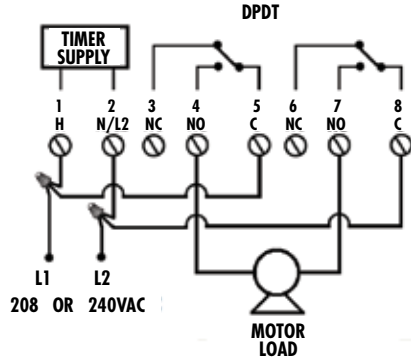 DPDT
TIMER
SUPPLY
1 2 3 4 5 6 7 8
H N/L2 NC NO C NC NO C
L1 L2
208 OR 240VAC
MOTOR
LOAD